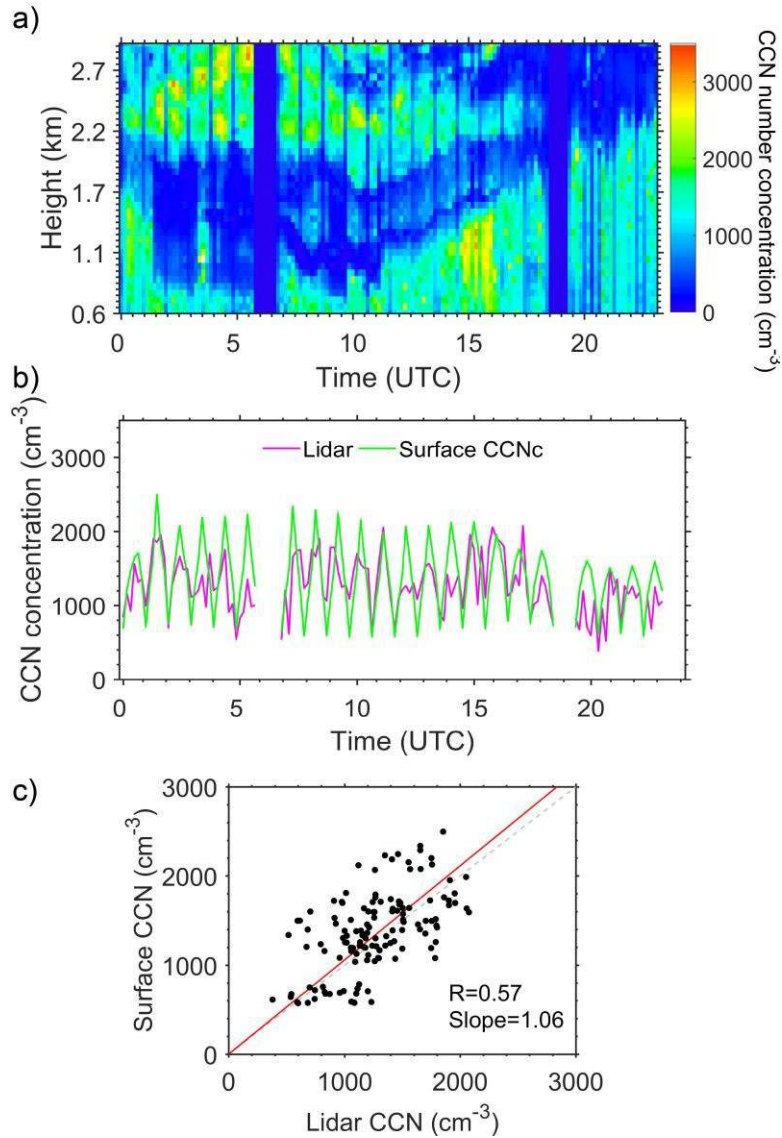 a)
2.7
2.2
1.7
1.1
0.6
Height (km)
0 5 10 15 20
Time (UTC)
3000
2000
1000
0
CCN number concentration (cm⁻³)
b)
3000
2000
1000
0
CCN concentration (cm⁻³)
Lidar Surface CCNc
0 5 10 15 20
Time (UTC)
c)
3000
2000
1000
0
Surface CCN (cm⁻³)
R=0.57
Slope=1.06
0 1000 2000 3000
Lidar CCN (cm⁻³)